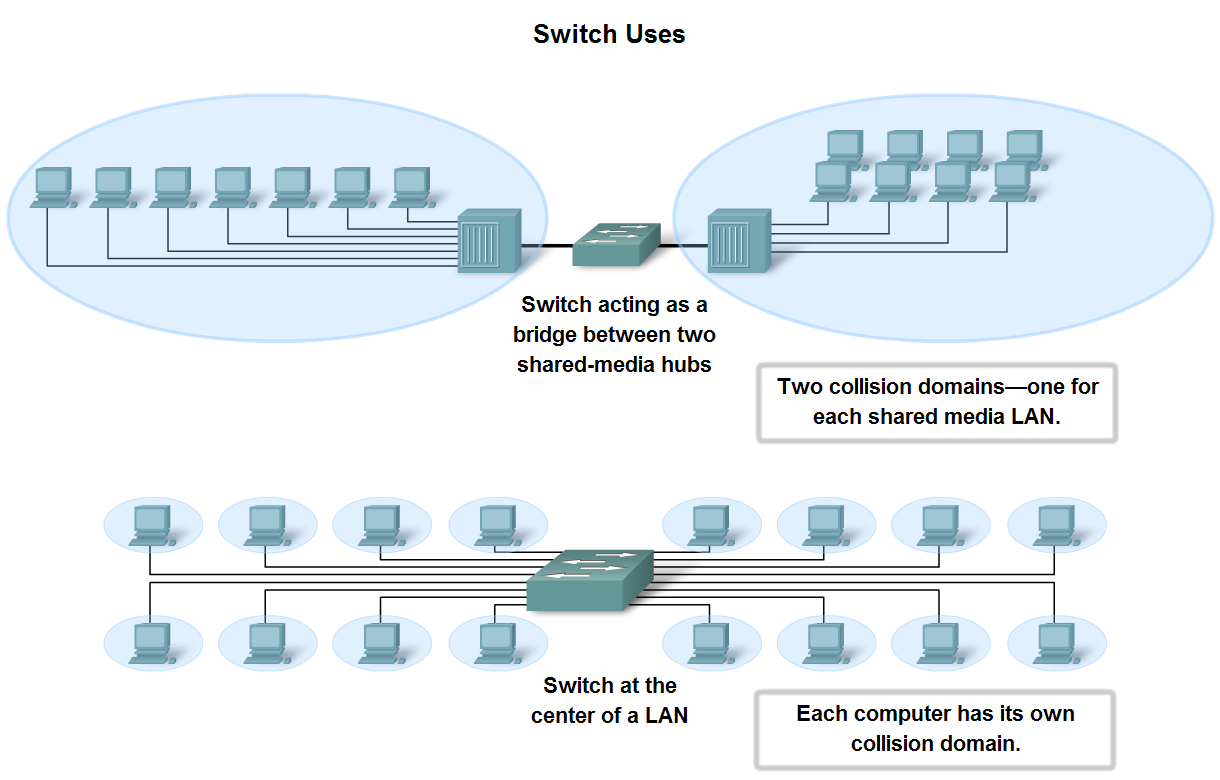 Switch Uses
Switch acting as a
bridge between two
shared-media hubs
Two collision domains—one for
each shared media LAN.
Switch at the
center of a LAN
Each computer has its own
collision domain.